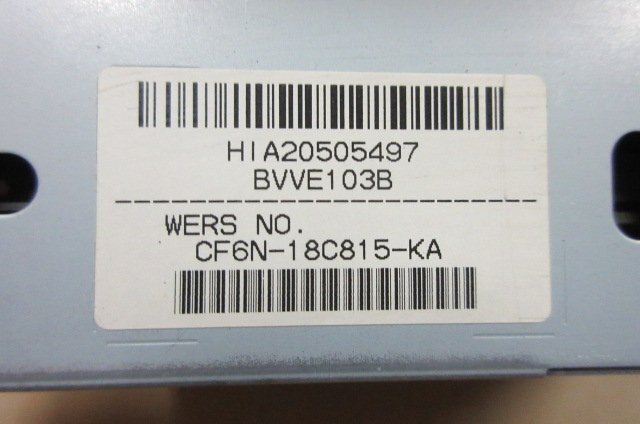 HIA20505497
BVVE103B
WERS NO.
CF6N-18C815-KA